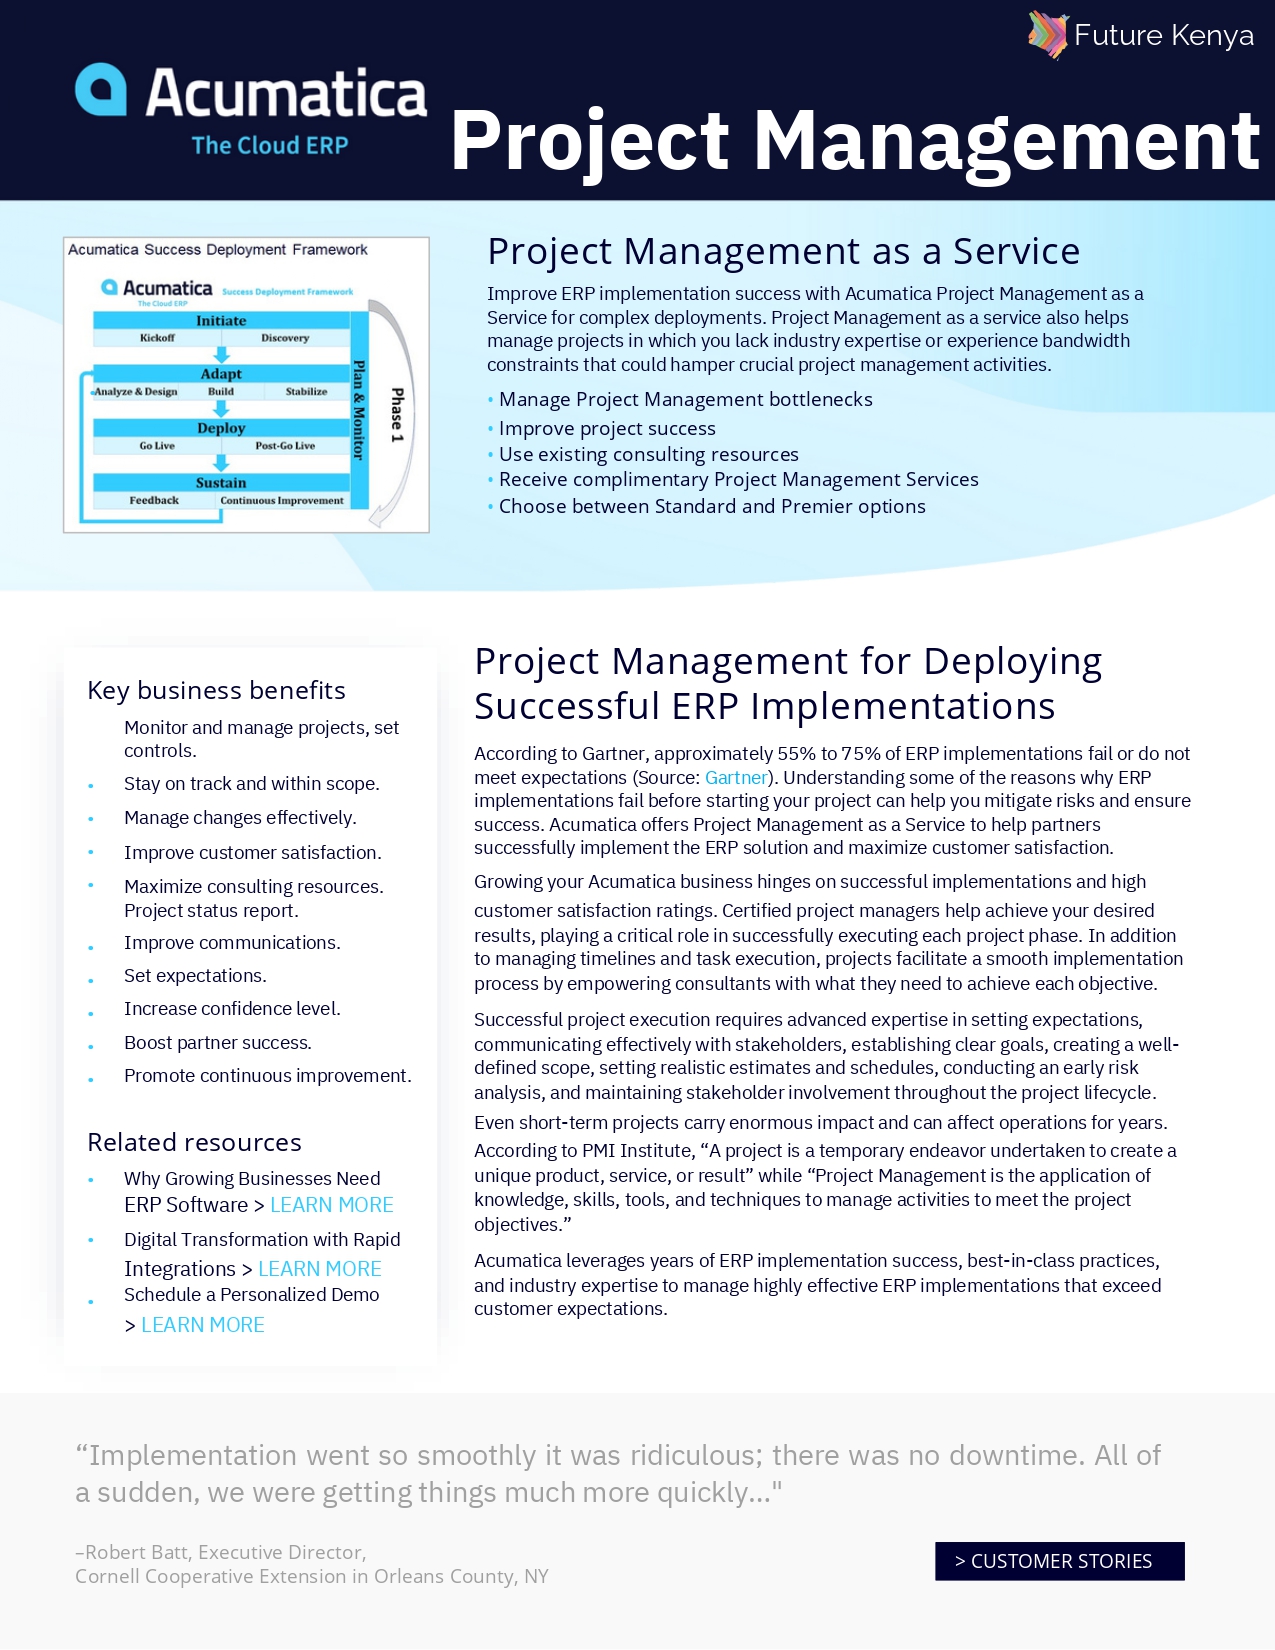 Future Kenya
Acumatica
The Cloud ERP
Project Management
Acumatica Success Deployment Framework
Acumatica
The Cloud ERP
Success Deployment Framework
Initiate
Kickoff Discovery
Adapt
Analyze & Design Build Stabilize
Deploy
Go Live Post-Go Live
Sustain
Feedback Continuous Improvement
Plan & Monitor
Phase 1
Project Management as a Service
Improve ERP implementation success with Acumatica Project Management as a
Service for complex deployments. Project Management as a service also helps
manage projects in which you lack industry expertise or experience bandwidth
constraints that could hamper crucial project management activities.
• Manage Project Management bottlenecks
• Improve project success
• Use existing consulting resources
• Receive complimentary Project Management Services
• Choose between Standard and Premier options
Key business benefits
Monitor and manage projects, set
controls.
• Stay on track and within scope.
• Manage changes effectively.
• Improve customer satisfaction.
• Maximize consulting resources.
Project status report.
• Improve communications.
• Set expectations.
• Increase confidence level.
• Boost partner success.
• Promote continuous improvement.
Related resources
• Why Growing Businesses Need
ERP Software > LEARN MORE
• Digital Transformation with Rapid
Integrations > LEARN MORE
• Schedule a Personalized Demo
> LEARN MORE
Project Management for Deploying
Successful ERP Implementations
According to Gartner, approximately 55% to 75% of ERP implementations fail or do not
meet expectations (Source: Gartner). Understanding some of the reasons why ERP
implementations fail before starting your project can help you mitigate risks and ensure
success. Acumatica offers Project Management as a Service to help partners
successfully implement the ERP solution and maximize customer satisfaction.
Growing your Acumatica business hinges on successful implementations and high
customer satisfaction ratings. Certified project managers help achieve your desired
results, playing a critical role in successfully executing each project phase. In addition
to managing timelines and task execution, projects facilitate a smooth implementation
process by empowering consultants with what they need to achieve each objective.
Successful project execution requires advanced expertise in setting expectations,
communicating effectively with stakeholders, establishing clear goals, creating a well-
defined scope, setting realistic estimates and schedules, conducting an early risk
analysis, and maintaining stakeholder involvement throughout the project lifecycle.
Even short-term projects carry enormous impact and can affect operations for years.
According to PMI Institute, “A project is a temporary endeavor undertaken to create a
unique product, service, or result” while “Project Management is the application of
knowledge, skills, tools, and techniques to manage activities to meet the project
objectives.”
Acumatica leverages years of ERP implementation success, best-in-class practices,
and industry expertise to manage highly effective ERP implementations that exceed
customer expectations.
“Implementation went so smoothly it was ridiculous; there was no downtime. All of
a sudden, we were getting things much more quickly..."
–Robert Batt, Executive Director,
Cornell Cooperative Extension in Orleans County, NY
> CUSTOMER STORIES